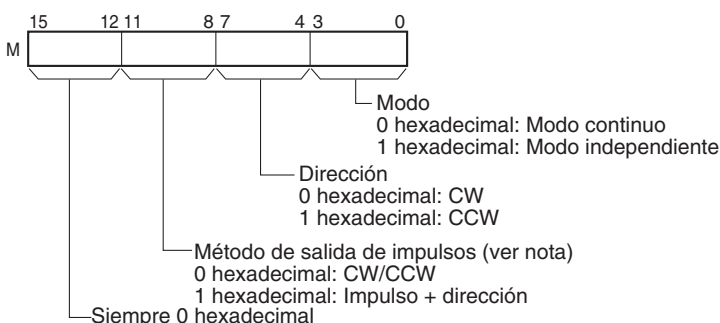 15 12 11 8 7 4 3 0
M
Modo
0 hexadecimal: Modo continuo
1 hexadecimal: Modo independiente
Dirección
0 hexadecimal: CW
1 hexadecimal: CCW
Método de salida de impulsos (ver nota)
0 hexadecimal: CW/CCW
1 hexadecimal: Impulso + dirección
Siempre 0 hexadecimal